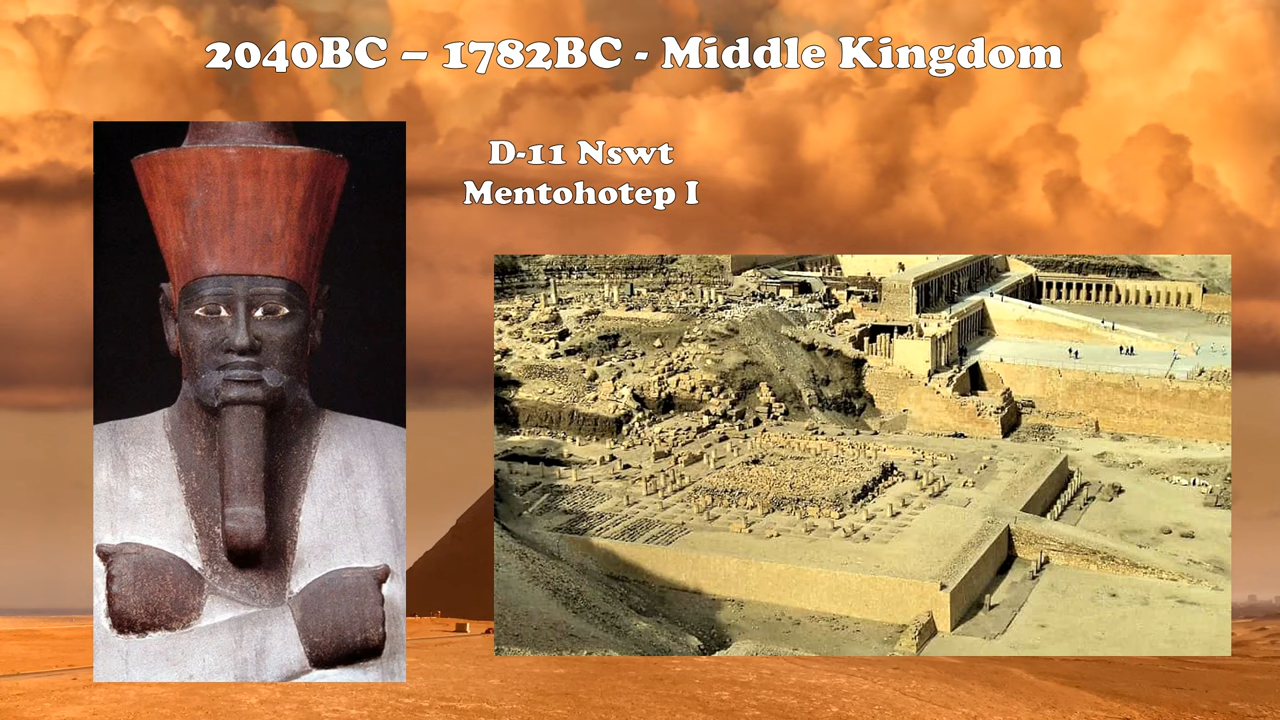 2040BC – 1782BC - Middle Kingdom
D-11 Nswt
Mentohotep I